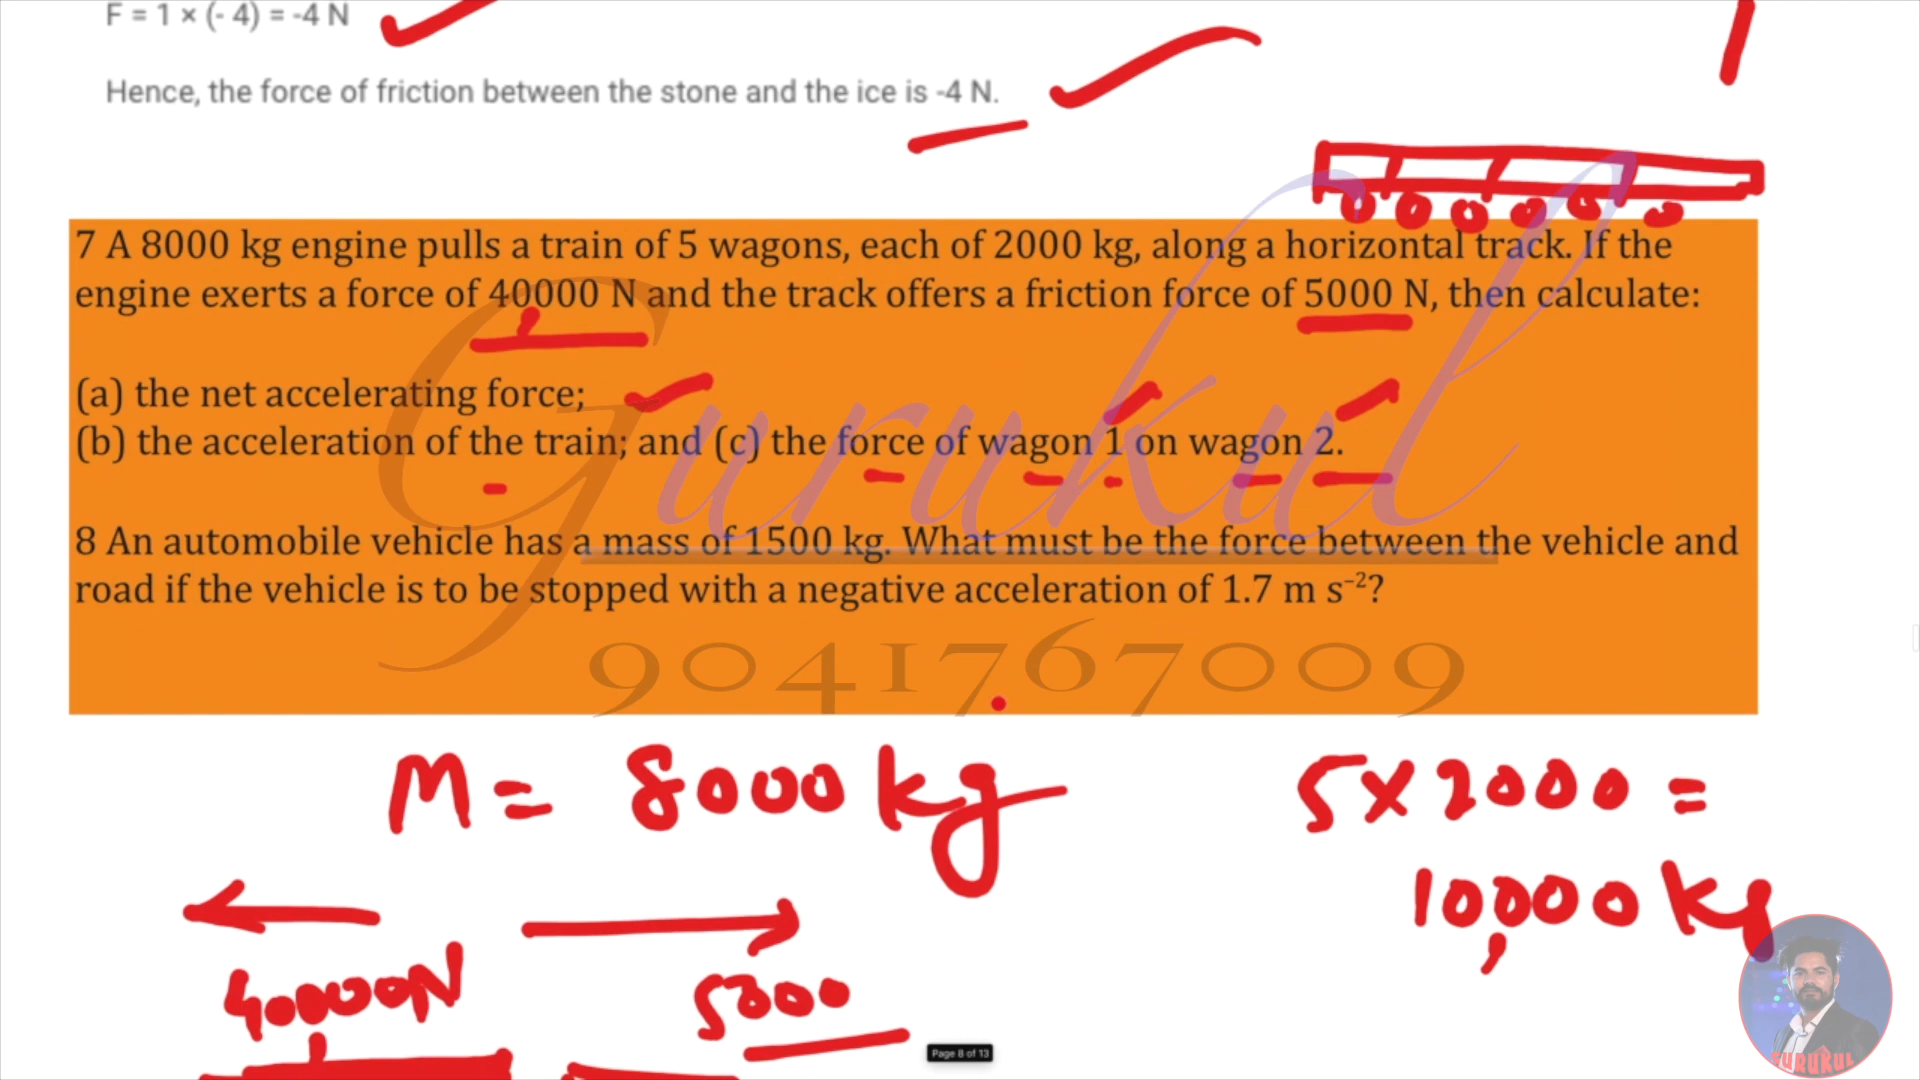 F = 1 × (- 4) = -4 N
Hence, the force of friction between the stone and the ice is -4 N.
7 A 8000 kg engine pulls a train of 5 wagons, each of 2000 kg, along a horizontal track. If the
engine exerts a force of 40000 N and the track offers a friction force of 5000 N, then calculate:
(a) the net accelerating force;
(b) the acceleration of the train; and (c) the force of wagon 1 on wagon 2.
Gurukul
8 An automobile vehicle has a mass of 1500 kg. What must be the force between the vehicle and
road if the vehicle is to be stopped with a negative acceleration of 1.7 m s⁻²?
9041767009
M = 8000 kg
5 x 2000 =
10,000 kg
40000N
5000
Page 8 of 13
GURUKUL